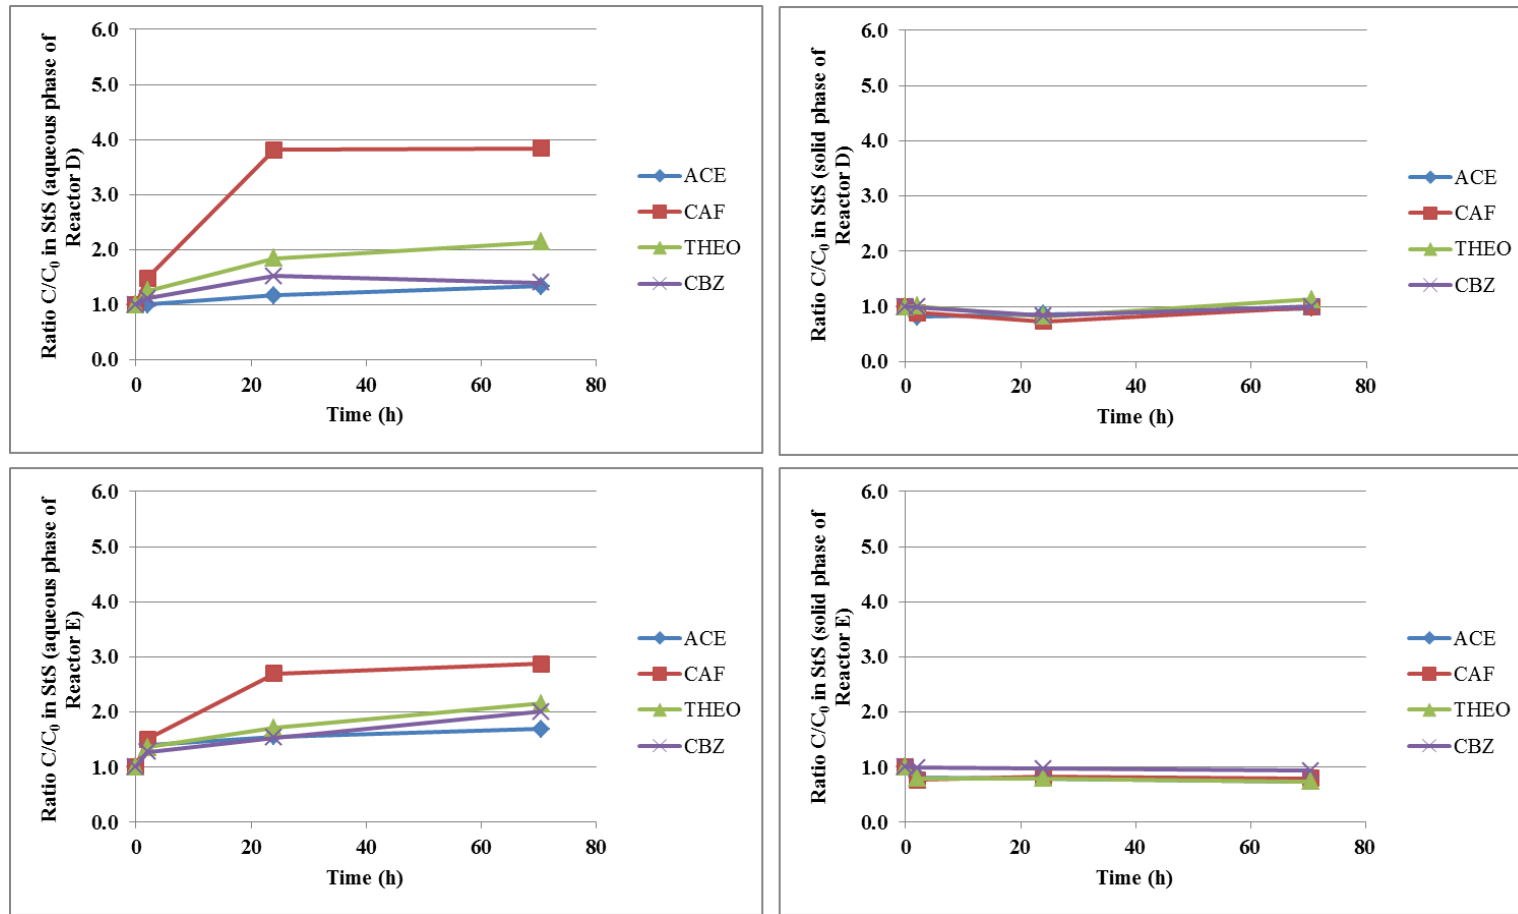 Ratio C/C₀ in StS (aqueous phase of
Reactor D)
6.0
5.0
4.0
3.0
2.0
1.0
0.0
0 20 40 60 80
Time (h)
ACE
CAF
THEO
CBZ
Ratio C/C₀ in StS (solid phase of
Reactor D)
6.0
5.0
4.0
3.0
2.0
1.0
0.0
0 20 40 60 80
Time (h)
ACE
CAF
THEO
CBZ
Ratio C/C₀ in StS (aqueous phase of
Reactor E)
6.0
5.0
4.0
3.0
2.0
1.0
0.0
0 20 40 60 80
Time (h)
ACE
CAF
THEO
CBZ
Ratio C/C₀ in StS (solid phase of
Reactor E)
6.0
5.0
4.0
3.0
2.0
1.0
0.0
0 20 40 60 80
Time (h)
ACE
CAF
THEO
CBZ